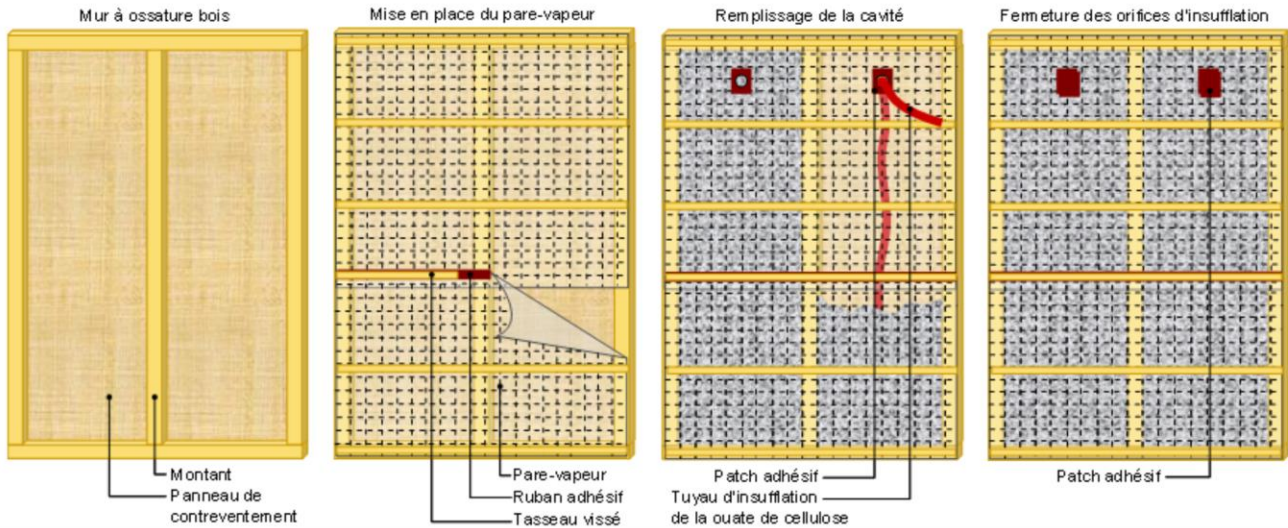 Mur à ossature bois
Mise en place du pare-vapeur
Remplissage de la cavité
Fermeture des orifices d'insufflation
Montant
Panneau de
contreventement
Pare-vapeur
Ruban adhésif
Tasseau vissé
Patch adhésif
Tuyau d'insufflation
de la ouate de cellulose
Patch adhésif